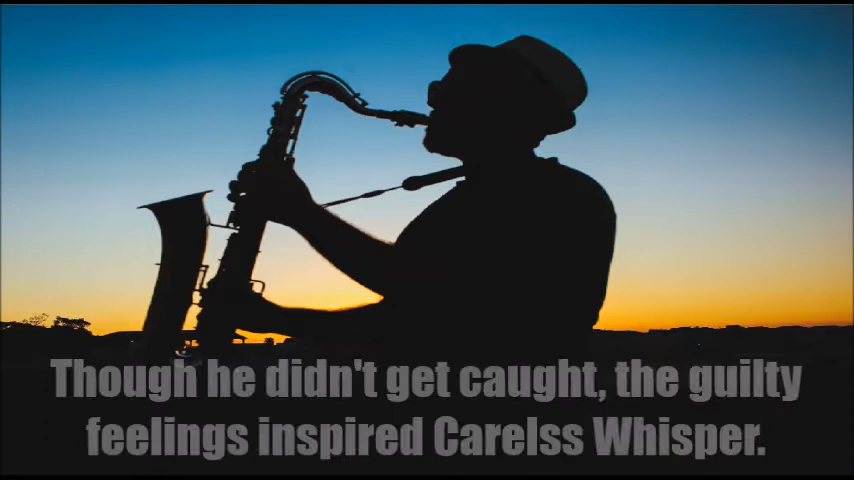 Though he didn't get caught, the guilty
feelings inspired Carelss Whisper.